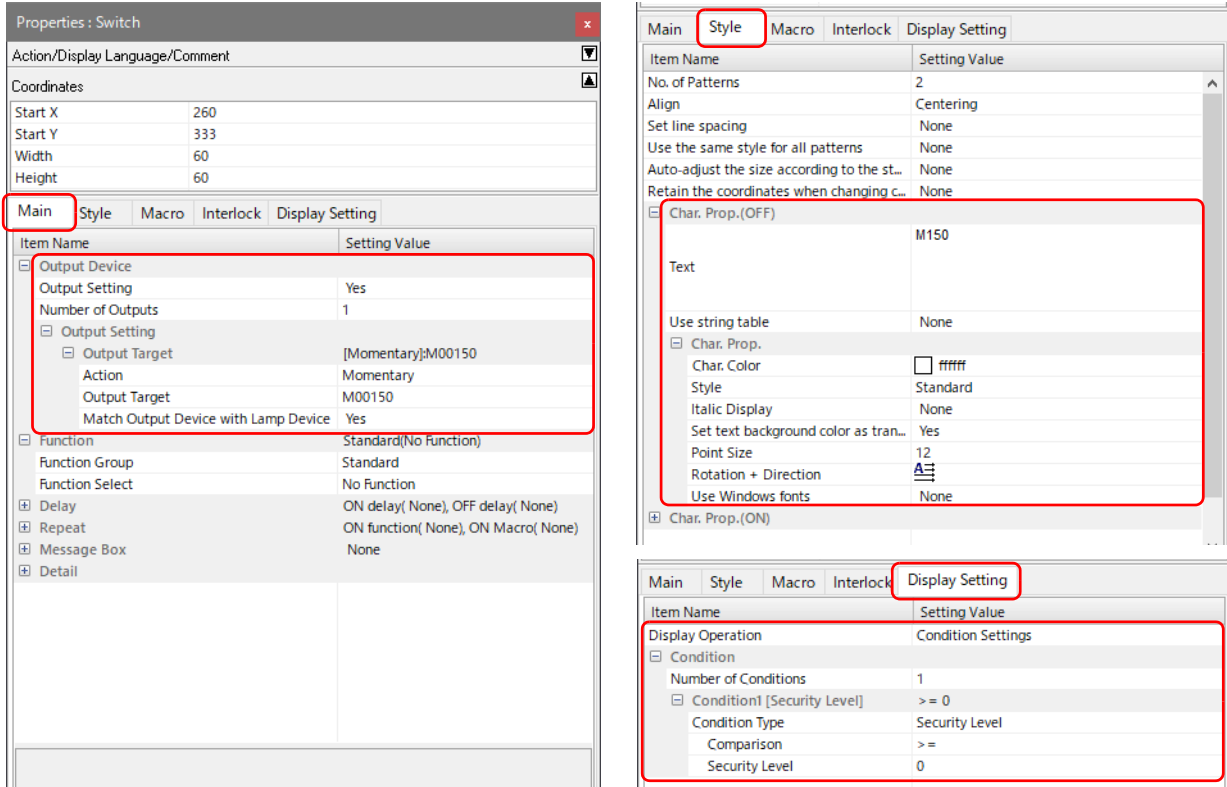 Properties : Switch
x
Action/Display Language/Comment
Coordinates
Start X 260
Start Y 333
Width 60
Height 60
Main Style Macro Interlock Display Setting
Item Name Setting Value
Output Device
Output Setting Yes
Number of Outputs 1
Output Setting
Output Target [Momentary]:M00150
Action Momentary
Output Target M00150
Match Output Device with Lamp Device Yes
Function Standard(No Function)
Function Group Standard
Function Select No Function
Delay ON delay( None), OFF delay( None)
Repeat ON function( None), ON Macro( None)
Message Box None
Detail
Main Style Macro Interlock Display Setting
Item Name Setting Value
No. of Patterns 2
Align Centering
Set line spacing None
Use the same style for all patterns None
Auto-adjust the size according to the st... None
Retain the coordinates when changing c... None
Char. Prop.(OFF)
Text M150
Use string table None
Char. Prop.
Char. Color ffffff
Style Standard
Italic Display None
Set text background color as tran... Yes
Point Size 12
Rotation + Direction A
Use Windows fonts None
Char. Prop.(ON)
Main Style Macro Interlock Display Setting
Item Name Setting Value
Display Operation Condition Settings
Condition
Number of Conditions 1
Condition1 [Security Level] > = 0
Condition Type Security Level
Comparison > =
Security Level 0